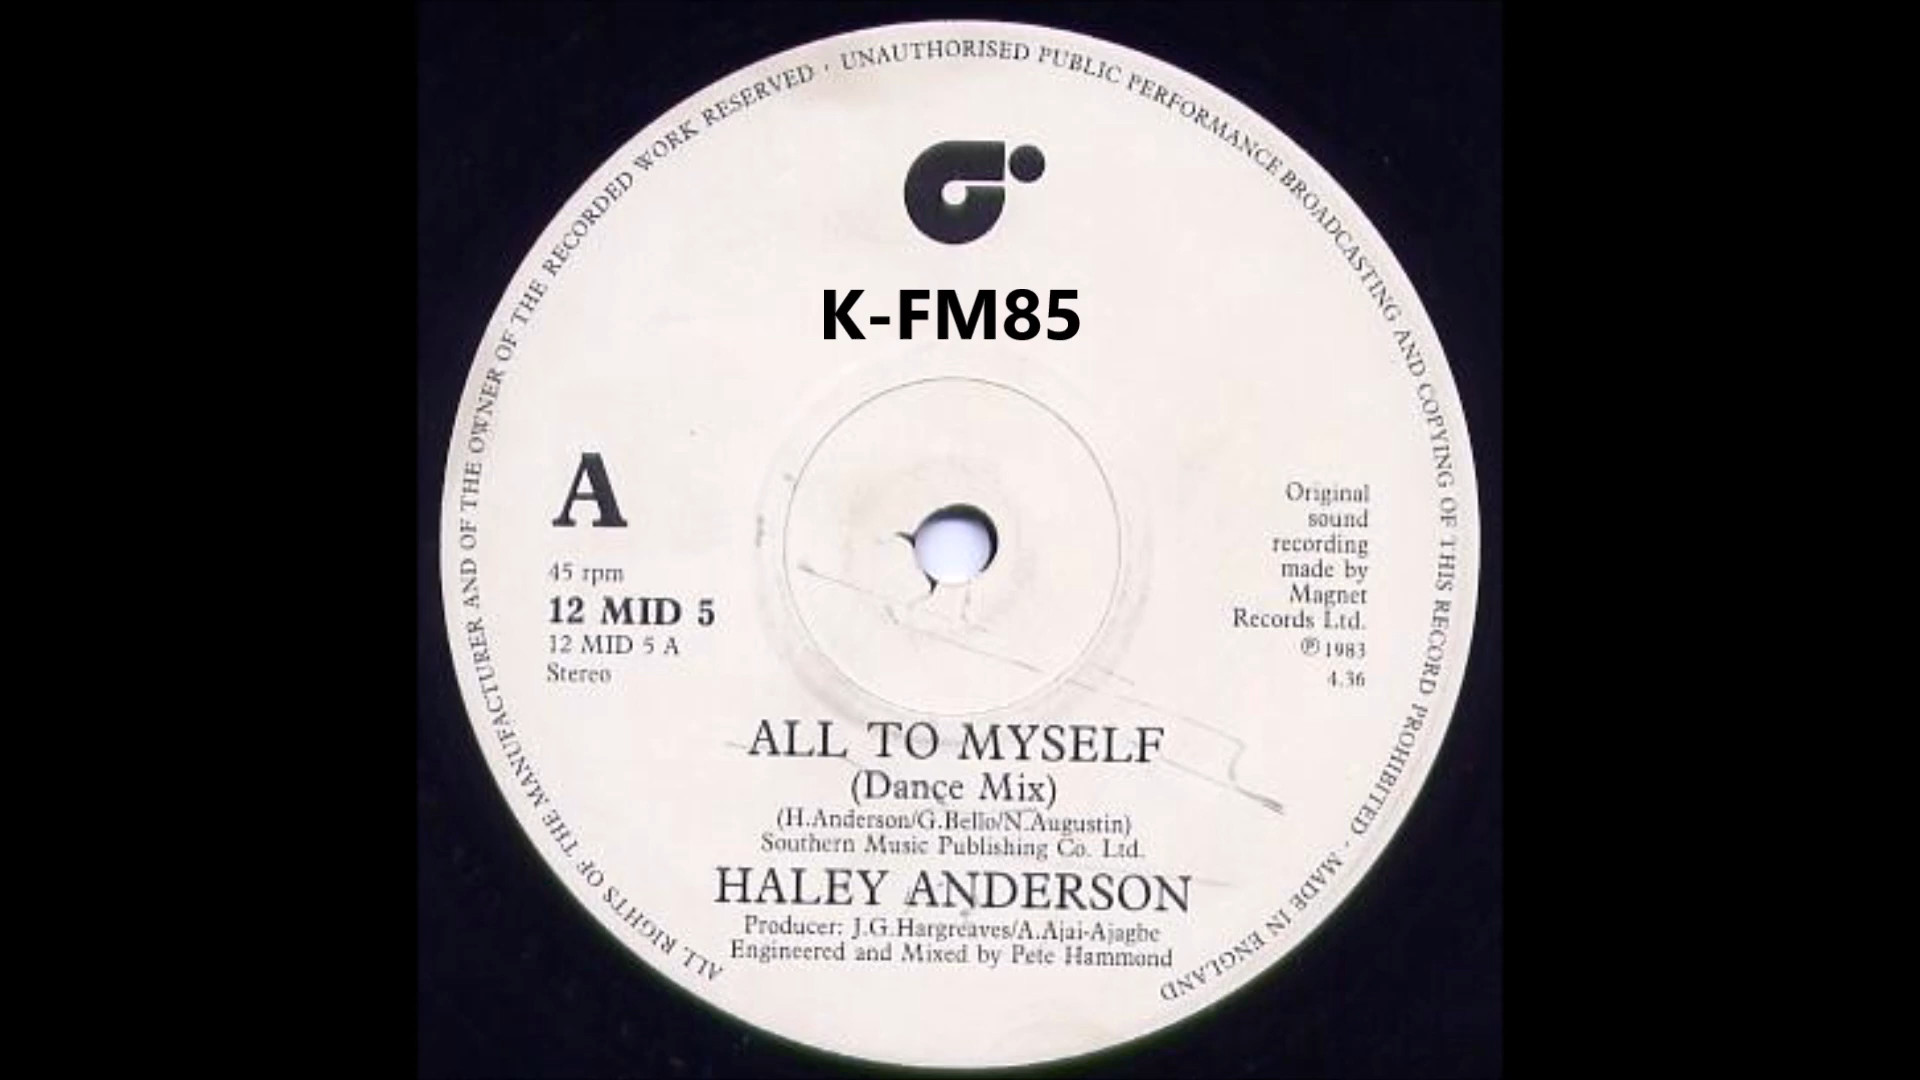 ALL RIGHTS OF THE MANUFACTURER AND OF THE OWNER OF THE RECORDED WORK RESERVED · UNAUTHORISED PUBLIC PERFORMANCE BROADCASTING AND COPYING OF THIS RECORD PROHIBITED · MADE IN ENGLAND
K-FM85
A
45 rpm
12 MID 5
12 MID 5 A
Stereo
Original
sound
recording
made by
Magnet
Records Ltd.
℗ 1983
4.36
ALL TO MYSELF
(Dance Mix)
(H.Anderson/G.Bello/N.Augustin)
Southern Music Publishing Co. Ltd.
HALEY ANDERSON
Producer: J.G.Hargreaves/A.Ajai-Ajagbe
Engineered and Mixed by Pete Hammond